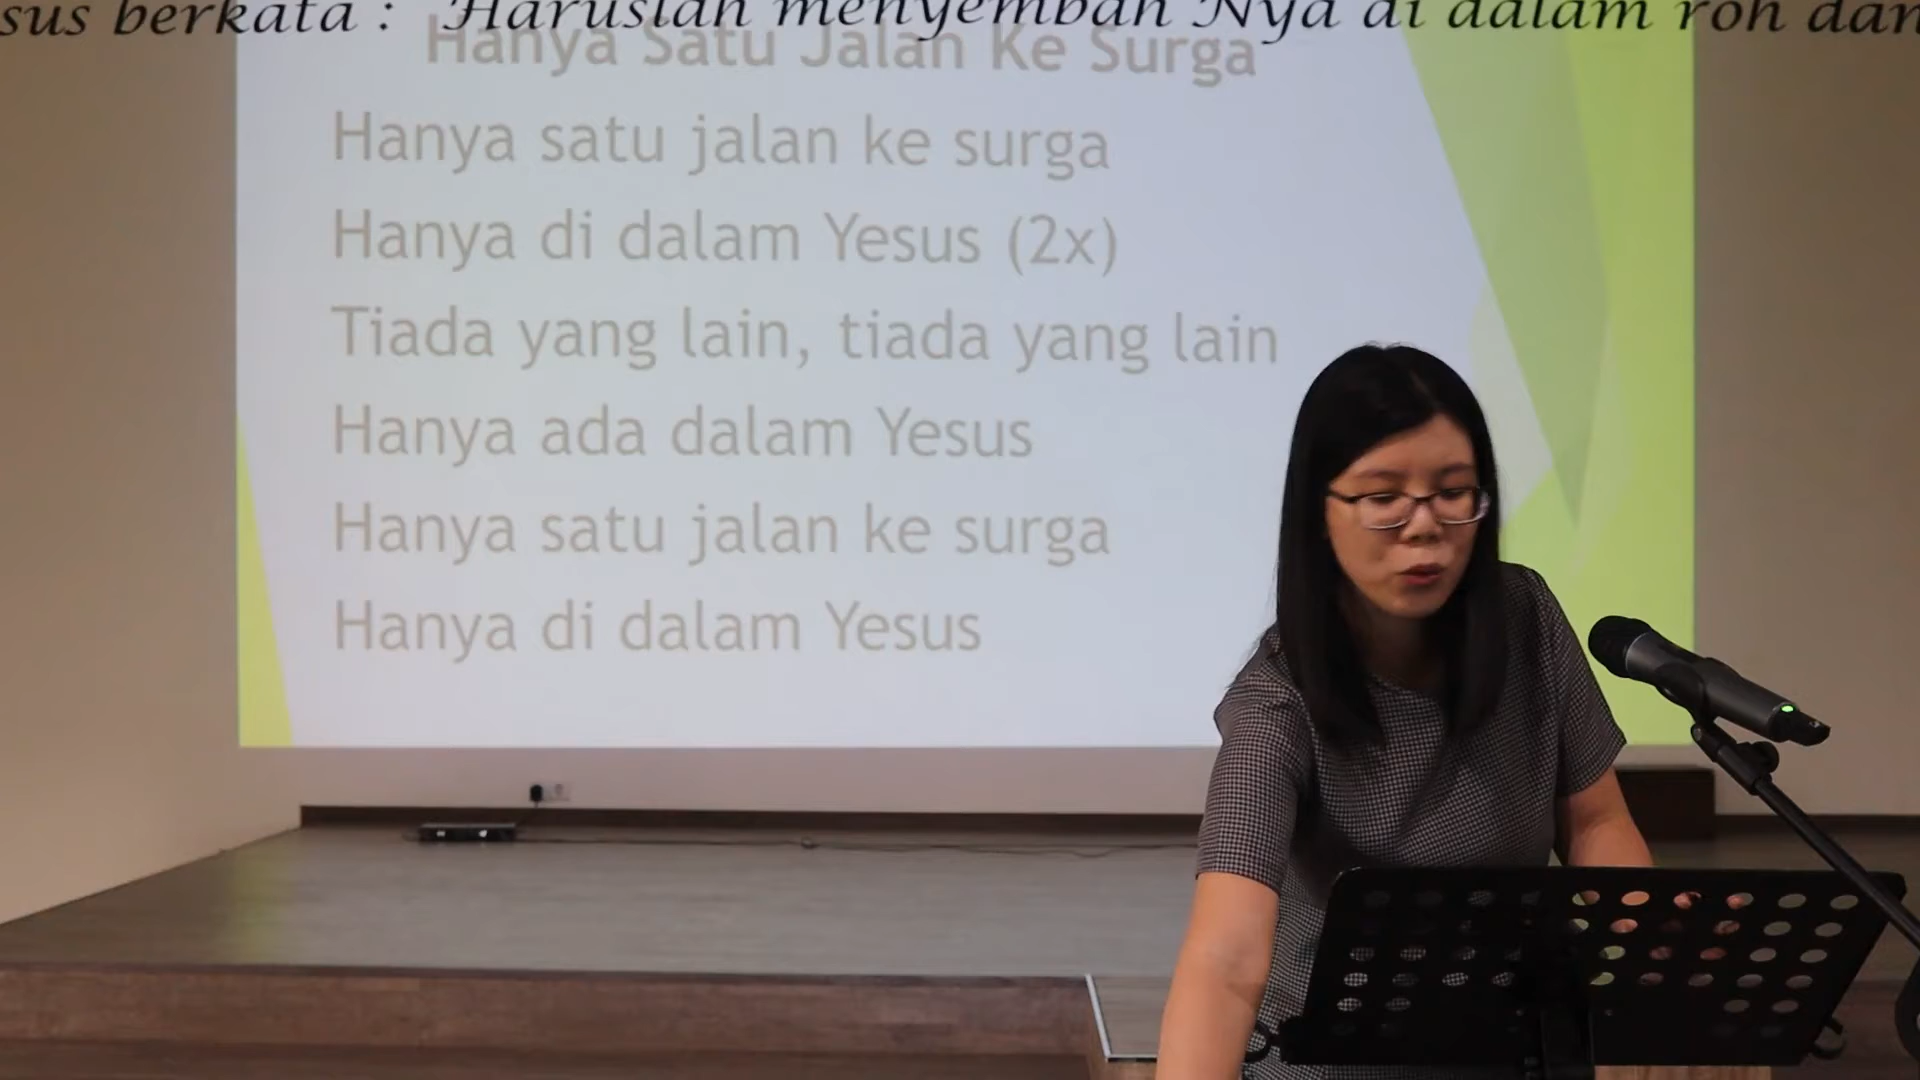 sus berkata : Haruslah menyembah Nya di dalam roh dan
Hanya Satu Jalan Ke Surga
Hanya satu jalan ke surga
Hanya di dalam Yesus (2x)
Tiada yang lain, tiada yang lain
Hanya ada dalam Yesus
Hanya satu jalan ke surga
Hanya di dalam Yesus